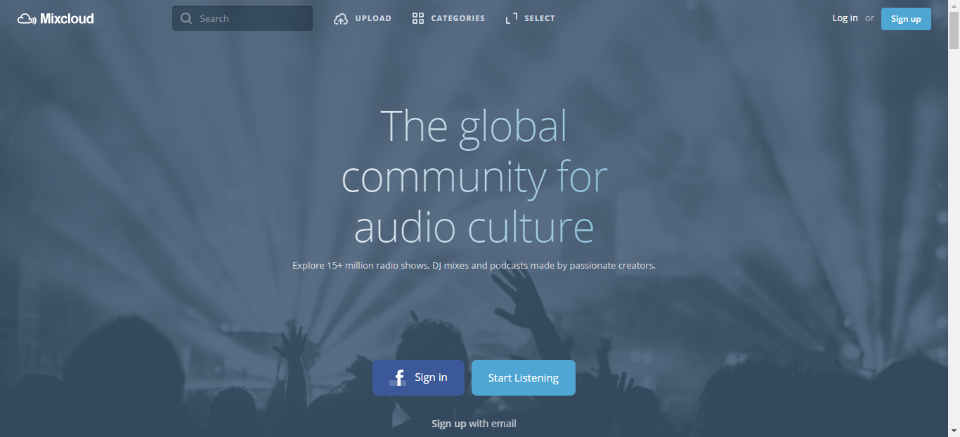 Mixcloud
Search
UPLOAD
CATEGORIES
SELECT
Log in or
Sign up
The global
community for
audio culture
Explore 15+ million radio shows, DJ mixes and podcasts made by passionate creators.
f Sign in
Start Listening
Sign up with email